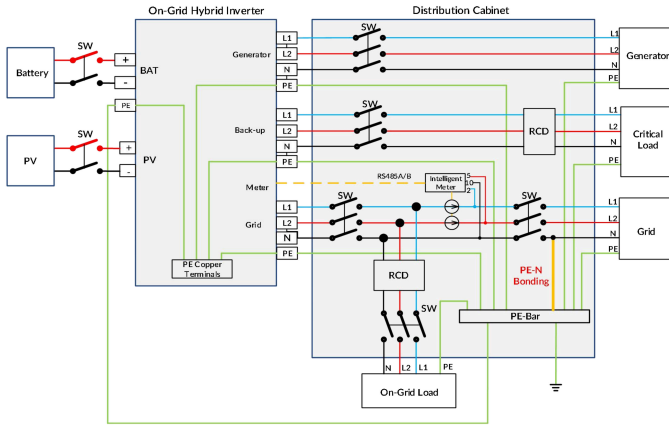 On-Grid Hybrid Inverter
Distribution Cabinet
SW
SW
L1
L1
Battery
+
BAT
Generator
L2
L2
Generator
-
N
N
PE
PE
PE
SW
L1
L1
SW
Back-up
L2
RCD
L2
Critical
Load
N
N
PV
+
PV
PE
PE
-
Meter
RS485A/B
Intelligent
Meter
5
10
2
SW
SW
L1
L1
Grid
L2
L2
Grid
N
N
PE
PE
PE Copper
Terminals
RCD
PE-N
Bonding
SW
PE-Bar
N
L2
L1
PE
On-Grid Load